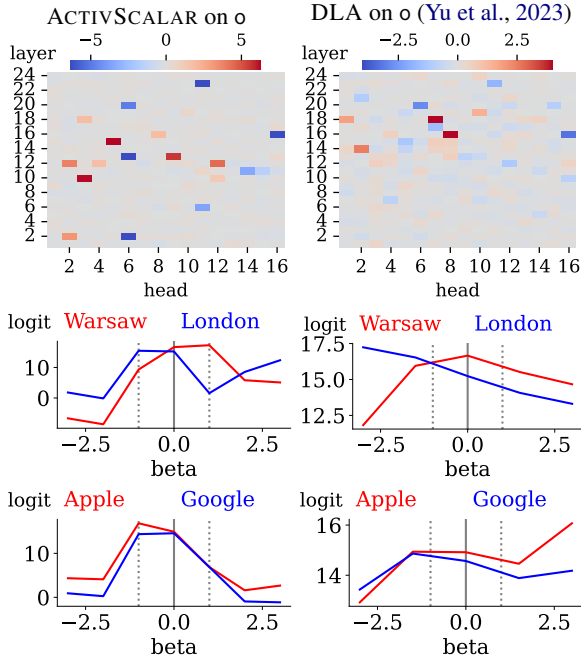 ACTIVSCALAR on o
DLA on o (Yu et al., 2023)
layer −5 0 5
layer −2.5 0.0 2.5
24
22
20
18
16
14
12
10
8
6
4
2
2 4 6 8 10 12 14 16
head
24
22
20
18
16
14
12
10
8
6
4
2
2 4 6 8 10 12 14 16
head
logit Warsaw London
10
0
−2.5 0.0 2.5
beta
logit Warsaw London
17.5
15.0
12.5
−2.5 0.0 2.5
beta
logit Apple Google
10
0
−2.5 0.0 2.5
beta
logit Apple Google
16
14
−2.5 0.0 2.5
beta